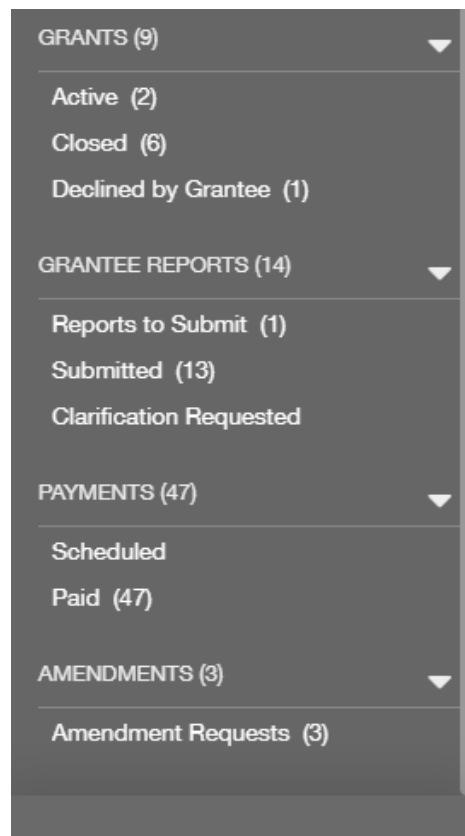 GRANTS (9)
Active (2)
Closed (6)
Declined by Grantee (1)
GRANTEE REPORTS (14)
Reports to Submit (1)
Submitted (13)
Clarification Requested
PAYMENTS (47)
Scheduled
Paid (47)
AMENDMENTS (3)
Amendment Requests (3)